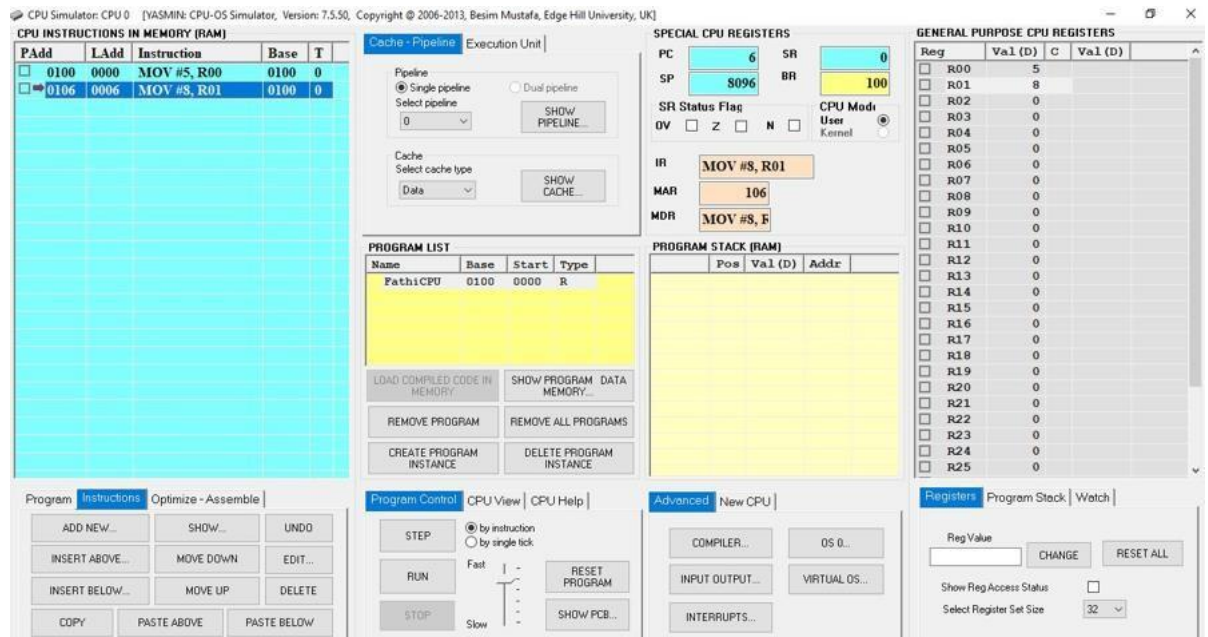 CPU Simulator: CPU 0 [YASMIN: CPU-OS Simulator, Version: 7.5.50, Copyright @ 2006-2013, Besim Mustafa, Edge Hill University, UK]
CPU INSTRUCTIONS IN MEMORY (RAM)
PAdd LAdd Instruction Base T
0100 0000 MOV #5, R00 0100 0
0106 0006 MOV #8, R01 0100 0
Program Instructions Optimize - Assemble
ADD NEW... SHOW... UNDO
INSERT ABOVE... MOVE DOWN EDIT...
INSERT BELOW... MOVE UP DELETE
COPY PASTE ABOVE PASTE BELOW
Cache - Pipeline Execution Unit
Pipeline
Single pipeline Dual pipeline
Select pipeline
0
SHOW
PIPELINE...
Cache
Select cache type
Data
SHOW
CACHE...
PROGRAM LIST
Name Base Start Type
FathiCPU 0100 0000 R
LOAD COMPILED CODE IN
MEMORY
SHOW PROGRAM DATA
MEMORY...
REMOVE PROGRAM REMOVE ALL PROGRAMS
CREATE PROGRAM
INSTANCE
DELETE PROGRAM
INSTANCE
Program Control CPU View CPU Help
STEP
by instruction
by single tick
RUN
Fast
RESET
PROGRAM
STOP
Slow
SHOW PCB...
SPECIAL CPU REGISTERS
PC 6 SR 0
SP 8096 BR 100
SR Status Flag
OV Z N
CPU Mod
User
Kernel
IR MOV #8, R01
MAR 106
MDR MOV #8, F
PROGRAM STACK (RAM)
Pos Val (D) Addr
Advanced New CPU
COMPILER... OS 0...
INPUT OUTPUT... VIRTUAL OS...
INTERRUPTS...
GENERAL PURPOSE CPU REGISTERS
Reg Val (D) C Val (D)
R00 5
R01 8
R02 0
R03 0
R04 0
R05 0
R06 0
R07 0
R08 0
R09 0
R10 0
R11 0
R12 0
R13 0
R14 0
R15 0
R16 0
R17 0
R18 0
R19 0
R20 0
R21 0
R22 0
R23 0
R24 0
R25 0
Registers Program Stack Watch
Reg Value
CHANGE RESET ALL
Show Reg Access Status
Select Register Set Size 32